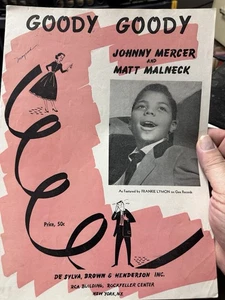 GOODY GOODY
JOHNNY MERCER
AND
MATT MALNECK
As Featured by FRANKIE LYMON on Gee Records
Price, 50c
DE SYLVA, BROWN & HENDERSON INC.
RCA BUILDING, ROCKFELLER CENTER
NEW YORK, N.Y.